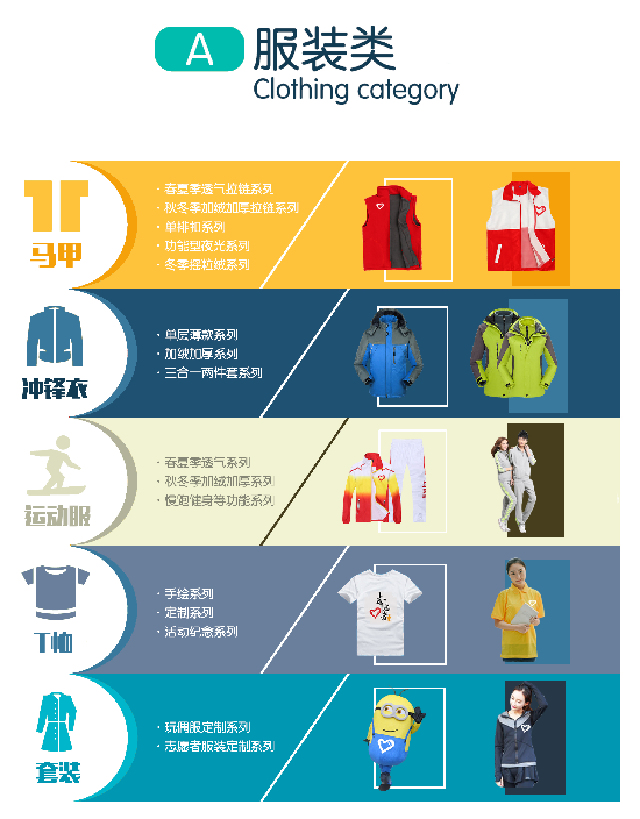 A 服装类
Clothing category
马甲
· 春夏季透气拉链系列
· 秋冬季加绒加厚拉链系列
· 单排扣系列
· 功能型夜光系列
· 冬季摇粒绒系列
冲锋衣
· 单层薄款系列
· 加绒加厚系列
· 三合一两件套系列
运动服
· 春夏季透气系列
· 秋冬季加绒加厚系列
· 慢跑健身等功能系列
T恤
· 手绘系列
· 定制系列
· 活动纪念系列
套装
· 玩偶服定制系列
· 志愿者服装定制系列